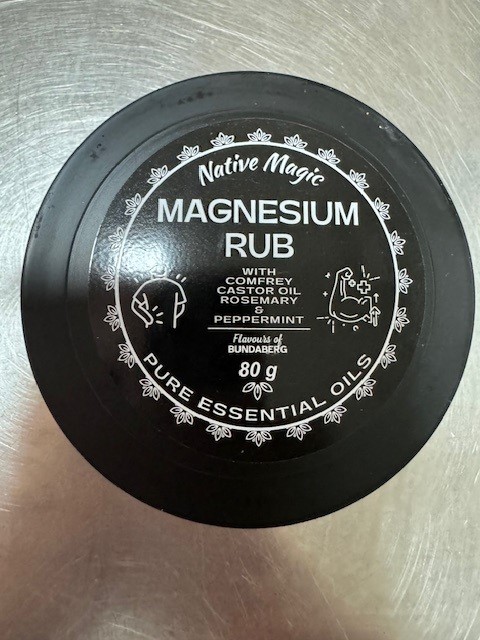 Native Magic
MAGNESIUM
RUB
WITH
COMFREY
CASTOR OIL
ROSEMARY
&
PEPPERMINT
Flavours of
BUNDABERG
80 g
PURE ESSENTIAL OILS